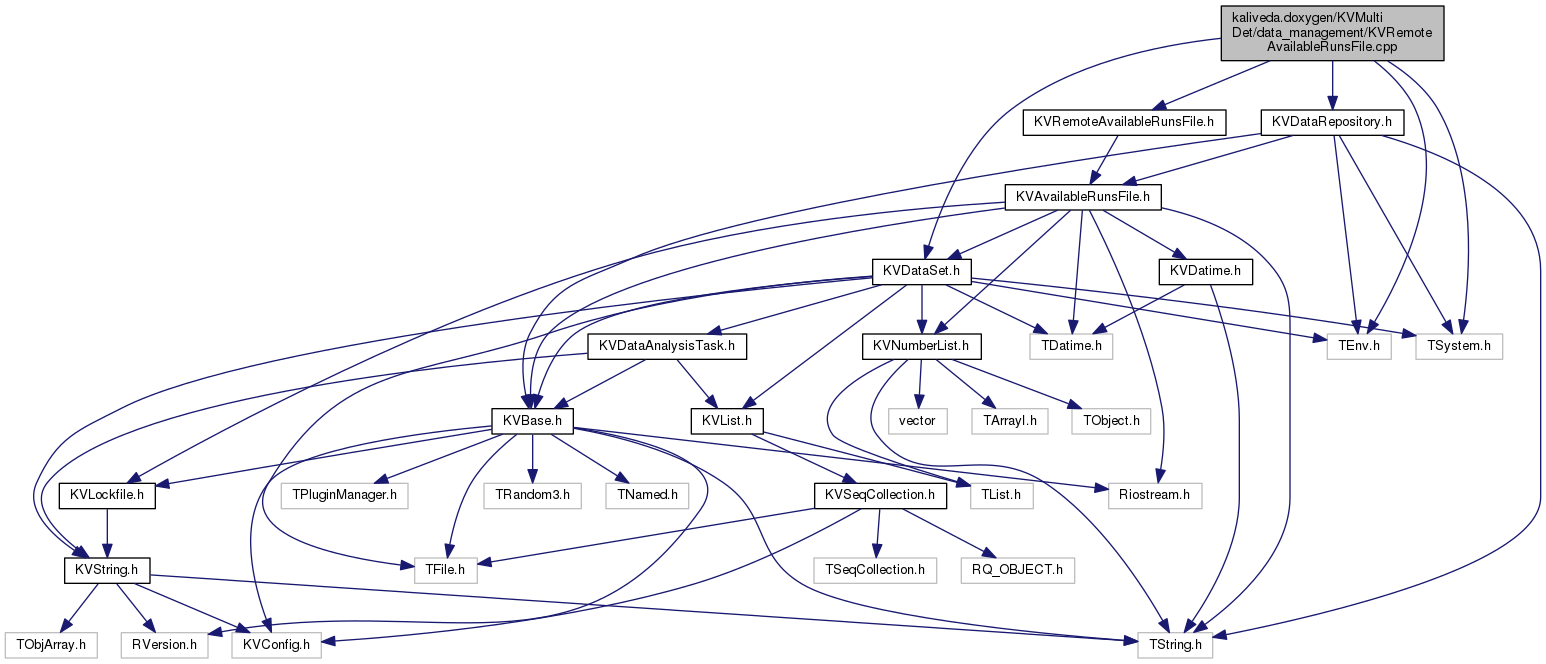 kaliveda.doxygen/KVMulti
Det/data_management/KVRemote
AvailableRunsFile.cpp
KVRemoteAvailableRunsFile.h
KVDataRepository.h
KVAvailableRunsFile.h
KVDataSet.h
KVDatime.h
KVDataAnalysisTask.h
KVNumberList.h
TDatime.h
TEnv.h
TSystem.h
KVBase.h
KVList.h
vector
TArrayI.h
TObject.h
KVLockfile.h
TPluginManager.h
TRandom3.h
TNamed.h
KVSeqCollection.h
TList.h
Riostream.h
KVString.h
TFile.h
TSeqCollection.h
RQ_OBJECT.h
TObjArray.h
RVersion.h
KVConfig.h
TString.h